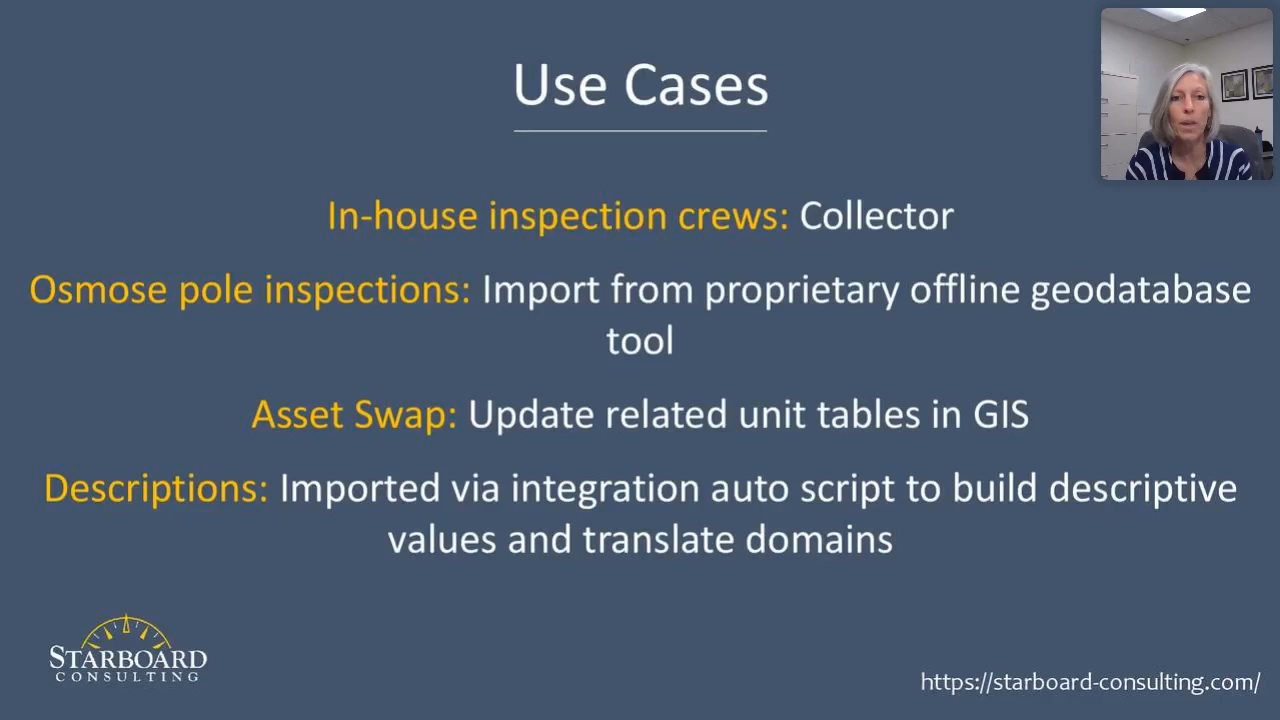 Use Cases
In-house inspection crews: Collector
Osmose pole inspections: Import from proprietary offline geodatabase
tool
Asset Swap: Update related unit tables in GIS
Descriptions: Imported via integration auto script to build descriptive
values and translate domains
STARBOARD
CONSULTING
https://starboard-consulting.com/